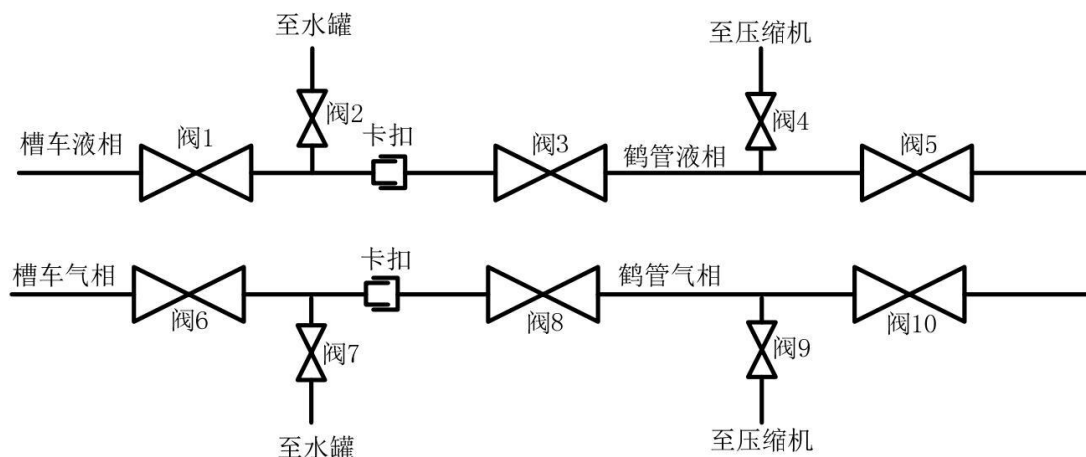 至水罐
至压缩机
阀2
阀4
卡扣
槽车液相
阀1
阀3
鹤管液相
阀5
槽车气相
卡扣
鹤管气相
阀6
阀8
阀10
阀7
阀9
至水罐
至压缩机